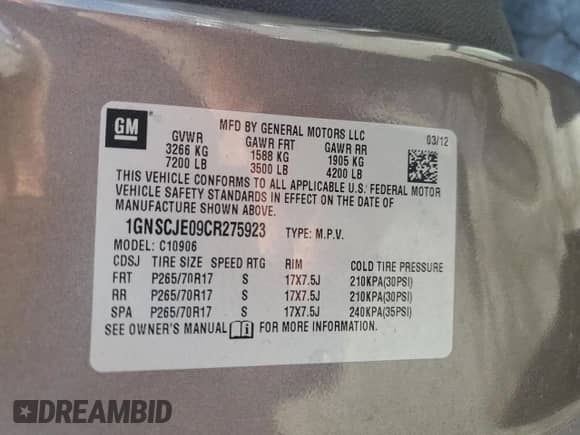 GM
MFD BY GENERAL MOTORS LLC
03/12
GVWR GAWR FRT GAWR RR
3266 KG 1588 KG 1905 KG
7200 LB 3500 LB 4200 LB
THIS VEHICLE CONFORMS TO ALL APPLICABLE U.S. FEDERAL MOTOR
VEHICLE SAFETY STANDARDS IN EFFECT ON THE DATE OF
MANUFACTURE SHOWN ABOVE.
1GNSCJE09CR275923 TYPE: M.P.V.
MODEL: C10906
CDSJ TIRE SIZE SPEED RTG RIM COLD TIRE PRESSURE
FRT P265/70R17 S 17X7.5J 210KPA(30PSI)
RR P265/70R17 S 17X7.5J 210KPA(30PSI)
SPA P265/70R17 S 17X7.5J 240KPA(35PSI)
SEE OWNER'S MANUAL FOR MORE INFORMATION.
DREAMBID